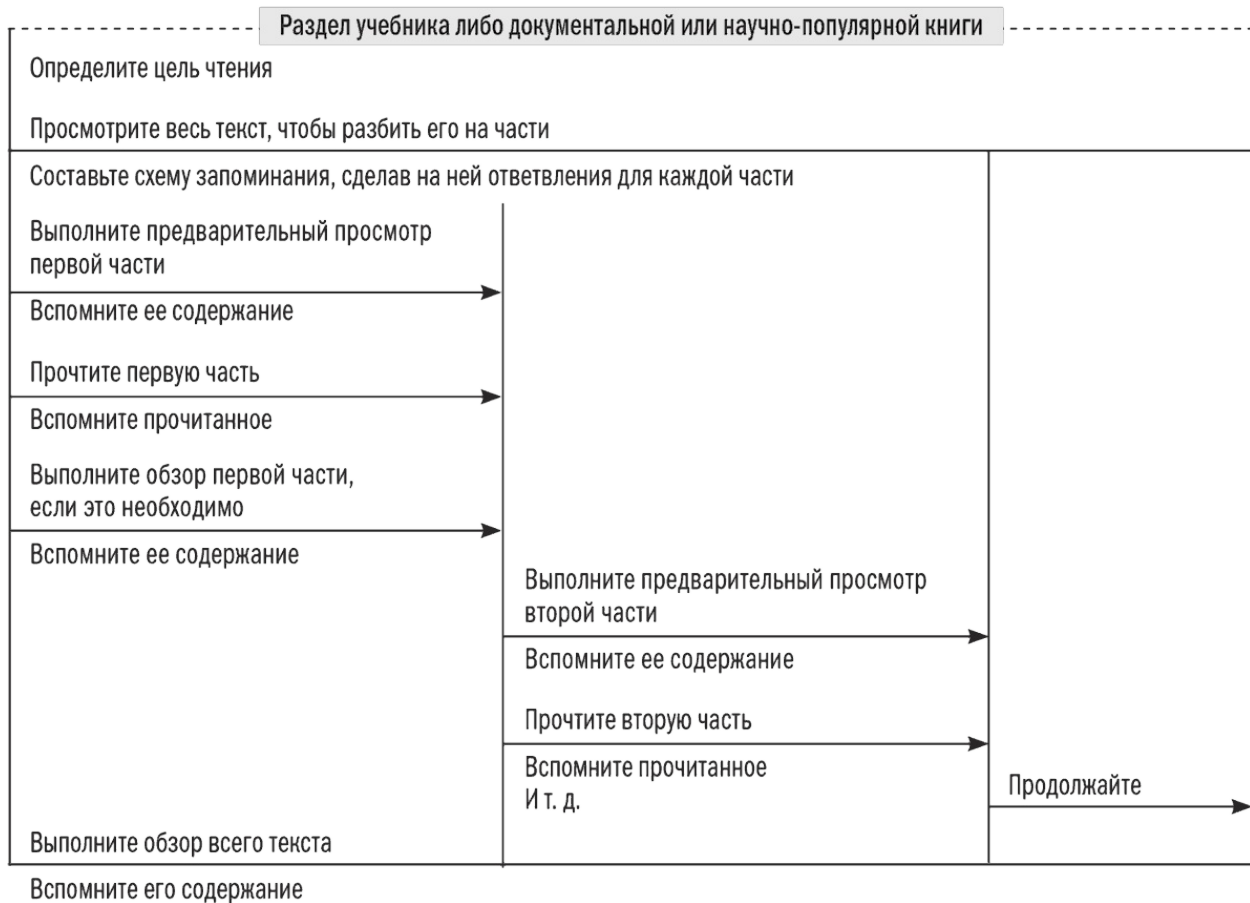 Раздел учебника либо документальной или научно-популярной книги
Определите цель чтения
Просмотрите весь текст, чтобы разбить его на части
Составьте схему запоминания, сделав на ней ответвления для каждой части
Выполните предварительный просмотр
первой части
Вспомните ее содержание
Прочтите первую часть
Вспомните прочитанное
Выполните обзор первой части,
если это необходимо
Вспомните ее содержание
Выполните предварительный просмотр
второй части
Вспомните ее содержание
Прочтите вторую часть
Вспомните прочитанное
И т. д.
Продолжайте
Выполните обзор всего текста
Вспомните его содержание